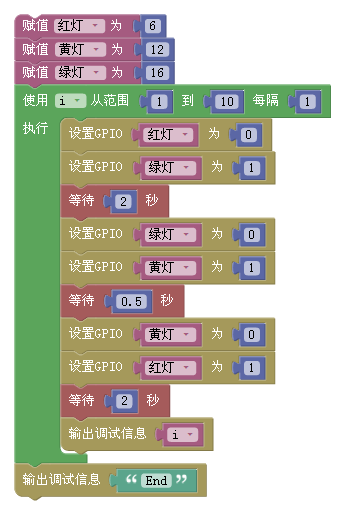 赋值 红灯 为 6
赋值 黄灯 为 12
赋值 绿灯 为 16
使用 i 从范围 1 到 10 每隔 1
执行 设置GPIO 红灯 为 0
设置GPIO 绿灯 为 1
等待 2 秒
设置GPIO 绿灯 为 0
设置GPIO 黄灯 为 1
等待 0.5 秒
设置GPIO 黄灯 为 0
设置GPIO 红灯 为 1
等待 2 秒
输出调试信息 i
输出调试信息 “ End ”